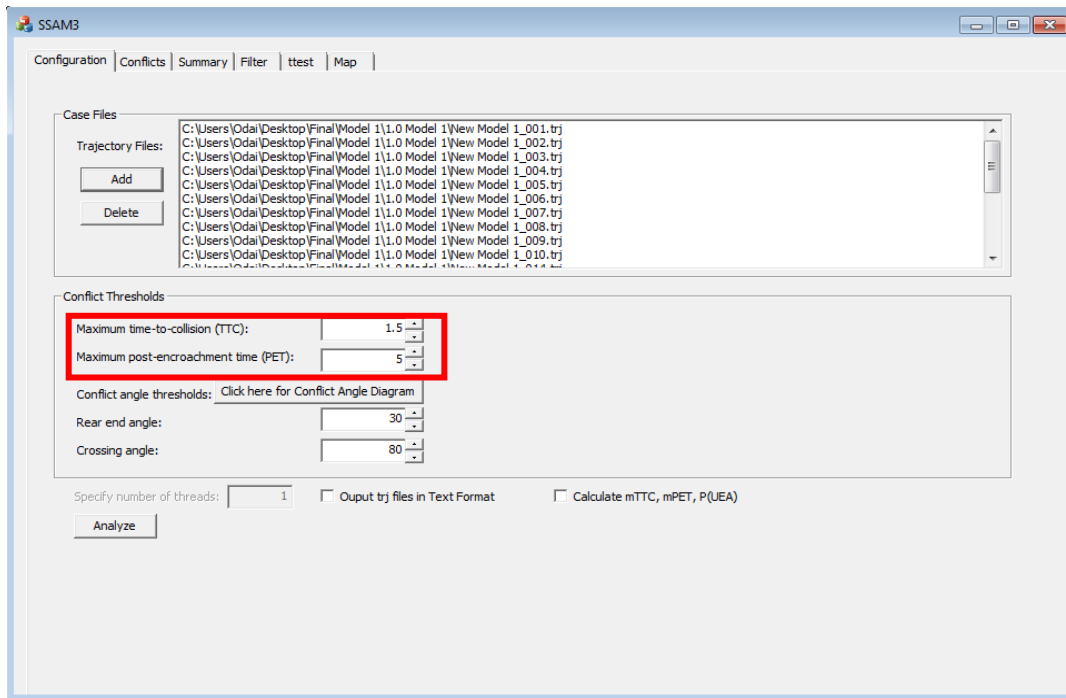 SSAM3
Configuration Conflicts Summary Filter ttest Map
Case Files
Trajectory Files:
Add
Delete
C:\Users\Odai\Desktop\Final\Model 1\1.0 Model 1\New Model 1_001.trj
C:\Users\Odai\Desktop\Final\Model 1\1.0 Model 1\New Model 1_002.trj
C:\Users\Odai\Desktop\Final\Model 1\1.0 Model 1\New Model 1_003.trj
C:\Users\Odai\Desktop\Final\Model 1\1.0 Model 1\New Model 1_004.trj
C:\Users\Odai\Desktop\Final\Model 1\1.0 Model 1\New Model 1_005.trj
C:\Users\Odai\Desktop\Final\Model 1\1.0 Model 1\New Model 1_006.trj
C:\Users\Odai\Desktop\Final\Model 1\1.0 Model 1\New Model 1_007.trj
C:\Users\Odai\Desktop\Final\Model 1\1.0 Model 1\New Model 1_008.trj
C:\Users\Odai\Desktop\Final\Model 1\1.0 Model 1\New Model 1_009.trj
C:\Users\Odai\Desktop\Final\Model 1\1.0 Model 1\New Model 1_010.trj
Conflict Thresholds
Maximum time-to-collision (TTC): 1.5
Maximum post-encroachment time (PET): 5
Conflict angle thresholds: Click here for Conflict Angle Diagram
Rear end angle: 30
Crossing angle: 80
Specify number of threads: 1 Ouput trj files in Text Format Calculate mTTC, mPET, P(UEA)
Analyze